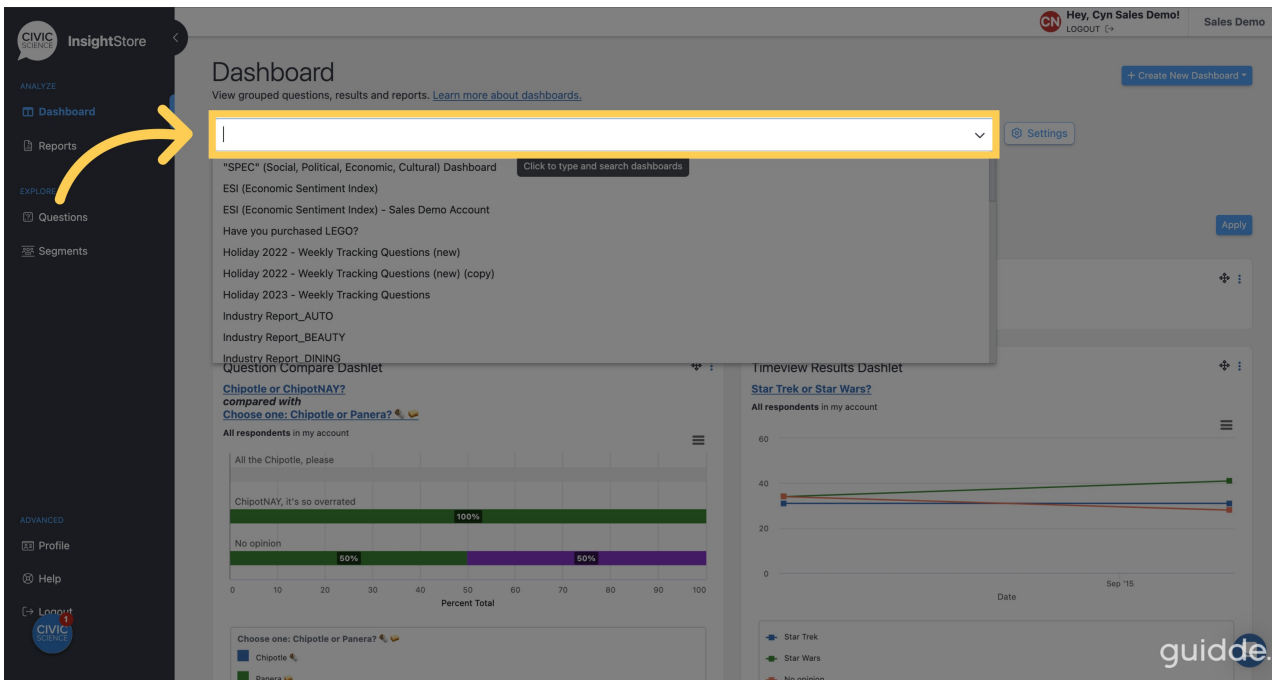 CIVIC
SCIENCE
InsightStore
CN
Hey, Cyn Sales Demo!
LOGOUT
Sales Demo
ANALYZE
Dashboard
Reports
EXPLORE
Questions
Segments
ADVANCED
Profile
Help
Logout
1
CIVIC
SCIENCE
Dashboard
+ Create New Dashboard
View grouped questions, results and reports. Learn more about dashboards.
Settings
"SPEC" (Social, Political, Economic, Cultural) Dashboard
Click to type and search dashboards
ESI (Economic Sentiment Index)
ESI (Economic Sentiment Index) - Sales Demo Account
Have you purchased LEGO?
Apply
Holiday 2022 - Weekly Tracking Questions (new)
Holiday 2022 - Weekly Tracking Questions (new) (copy)
Holiday 2023 - Weekly Tracking Questions
Industry Report_AUTO
Industry Report_BEAUTY
Industry Report_DINING
Question Compare Dashlet
Chipotle or ChipotNAY?
compared with
Choose one: Chipotle or Panera? 🌯 🥪
All respondents in my account
All the Chipotle, please
ChipotNAY, it's so overrated
100%
No opinion
50% 50%
0 10 20 30 40 50 60 70 80 90 100
Percent Total
Choose one: Chipotle or Panera? 🌯 🥪
Chipotle 🌯
Panera 🥪
Timeview Results Dashlet
Star Trek or Star Wars?
All respondents in my account
60
40
20
0
Sep '15
Date
Star Trek
Star Wars
No opinion
guidde.